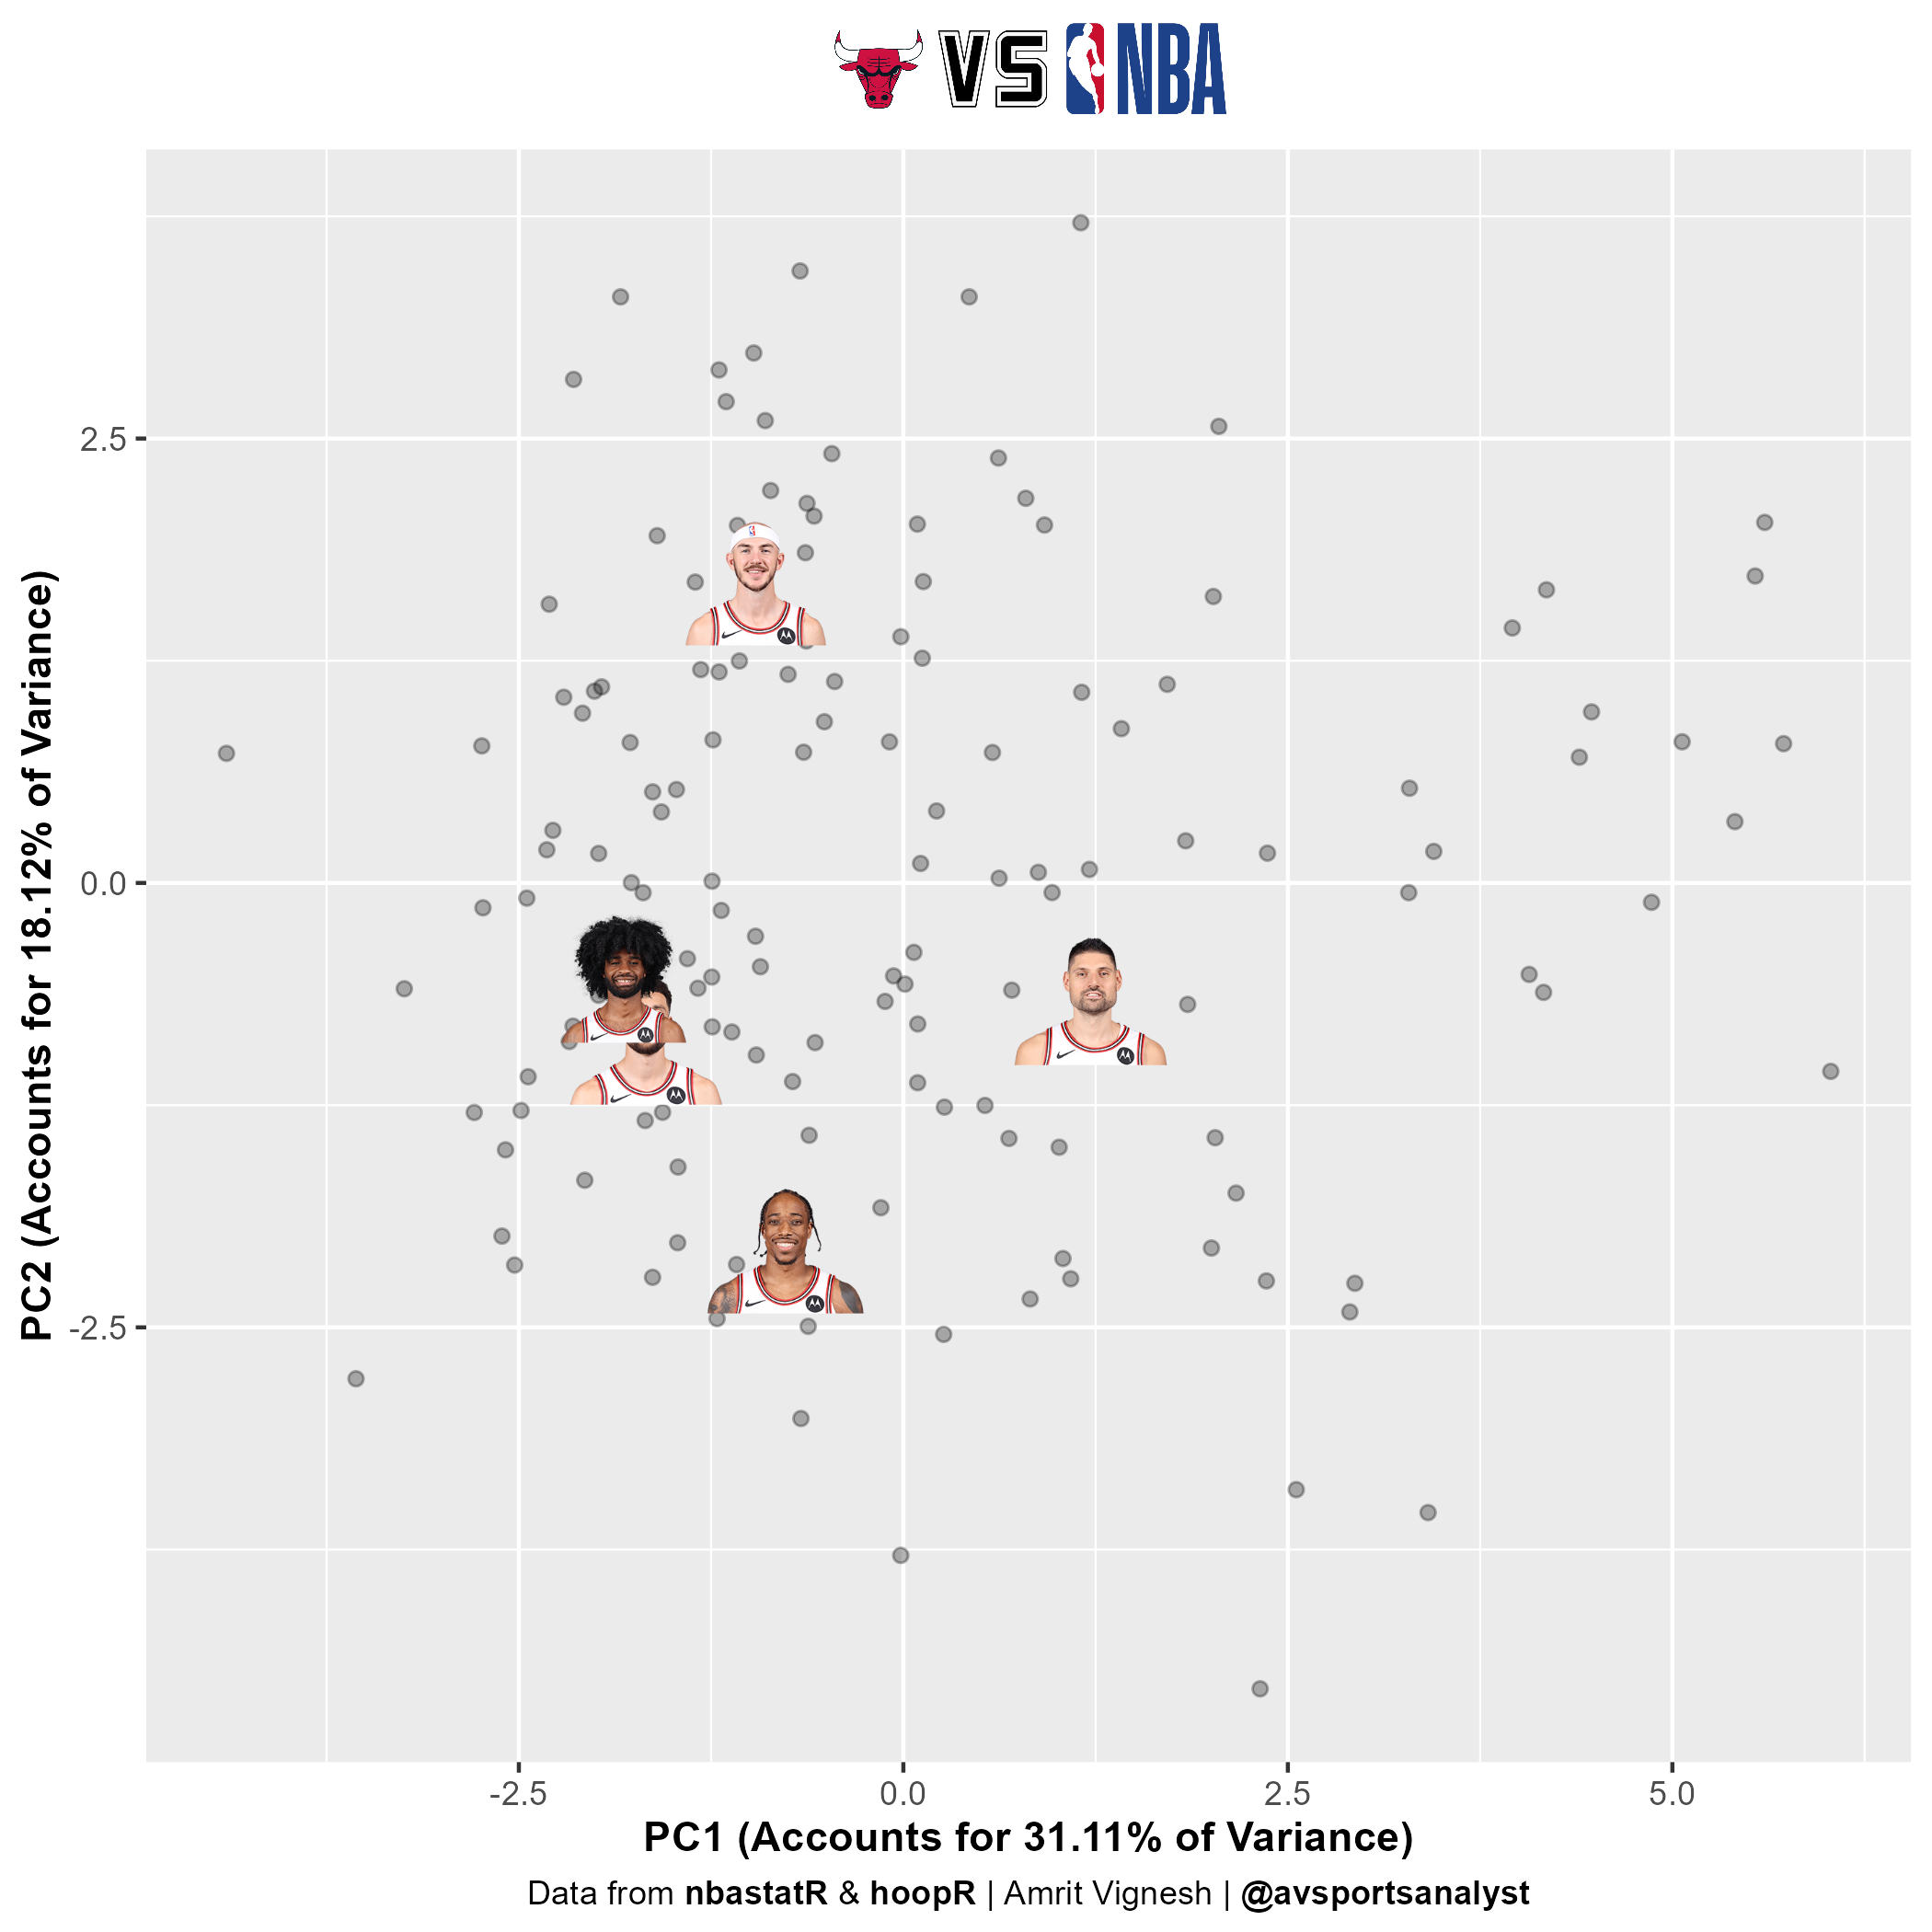 VS NBA
PC2 (Accounts for 18.12% of Variance)
2.5
0.0
-2.5
-2.5 0.0 2.5 5.0
PC1 (Accounts for 31.11% of Variance)
Data from nbastatR & hoopR | Amrit Vignesh | @avsportsanalyst